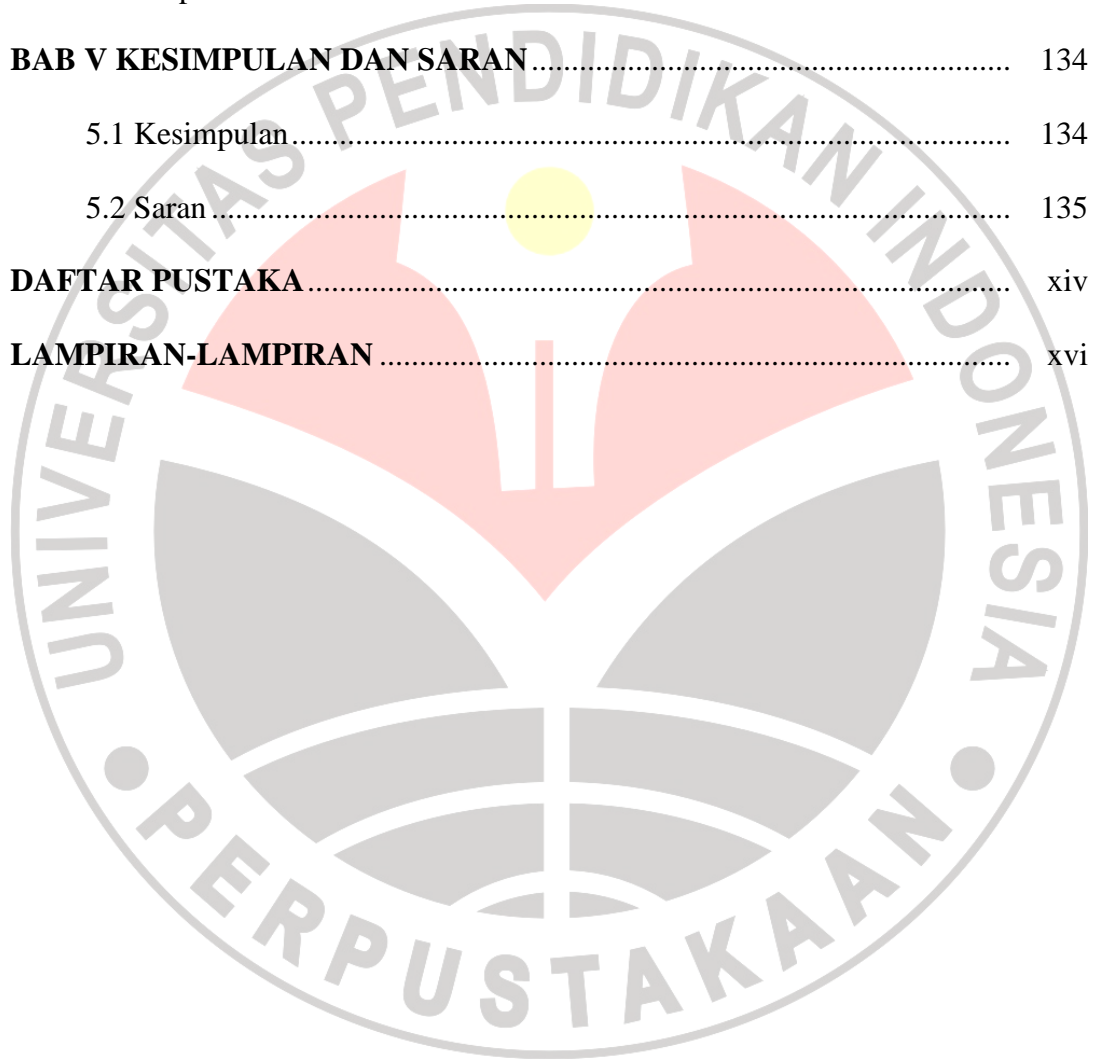 BAB V KESIMPULAN DAN SARAN ........................................................ 134
5.1 Kesimpulan ........................................................ 134
5.2 Saran ........................................................ 135
DAFTAR PUSTAKA ........................................................ xiv
LAMPIRAN-LAMPIRAN ........................................................ xvi
UNIVERSITAS PENDIDIKAN INDONESIA
PERPUSTAKAAN